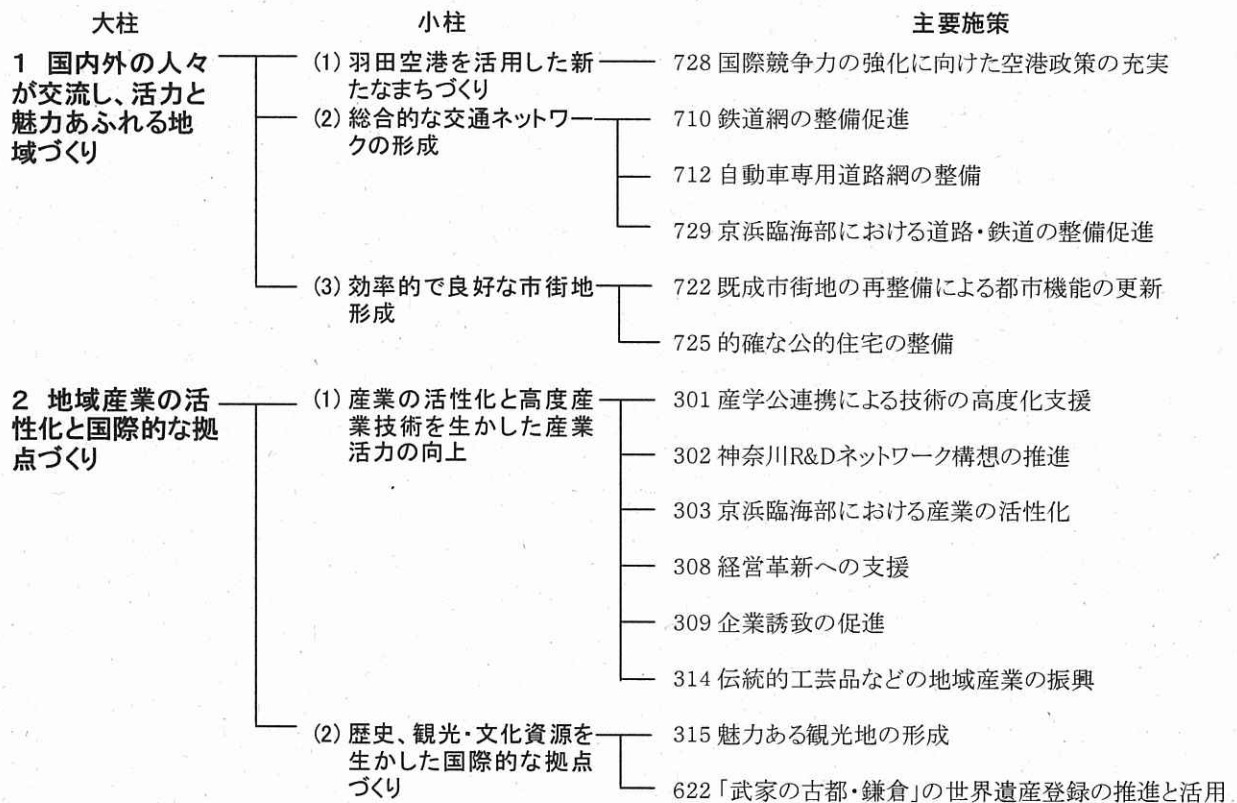 大柱 小柱 主要施策
1 国内外の人々
が交流し、活力と
魅力あふれる地
域づくり
(1) 羽田空港を活用した新
たなまちづくり
728 国際競争力の強化に向けた空港政策の充実
(2) 総合的な交通ネットワー
クの形成
710 鉄道網の整備促進
712 自動車専用道路網の整備
729 京浜臨海部における道路・鉄道の整備促進
(3) 効率的で良好な市街地
形成
722 既成市街地の再整備による都市機能の更新
725 的確な公的住宅の整備
2 地域産業の活
性化と国際的な拠
点づくり
(1) 産業の活性化と高度産
業技術を生かした産業
活力の向上
301 産学公連携による技術の高度化支援
302 神奈川R&Dネットワーク構想の推進
303 京浜臨海部における産業の活性化
308 経営革新への支援
309 企業誘致の促進
314 伝統的工芸品などの地域産業の振興
(2) 歴史、観光・文化資源を
生かした国際的な拠点
づくり
315 魅力ある観光地の形成
622 「武家の古都・鎌倉」の世界遺産登録の推進と活用